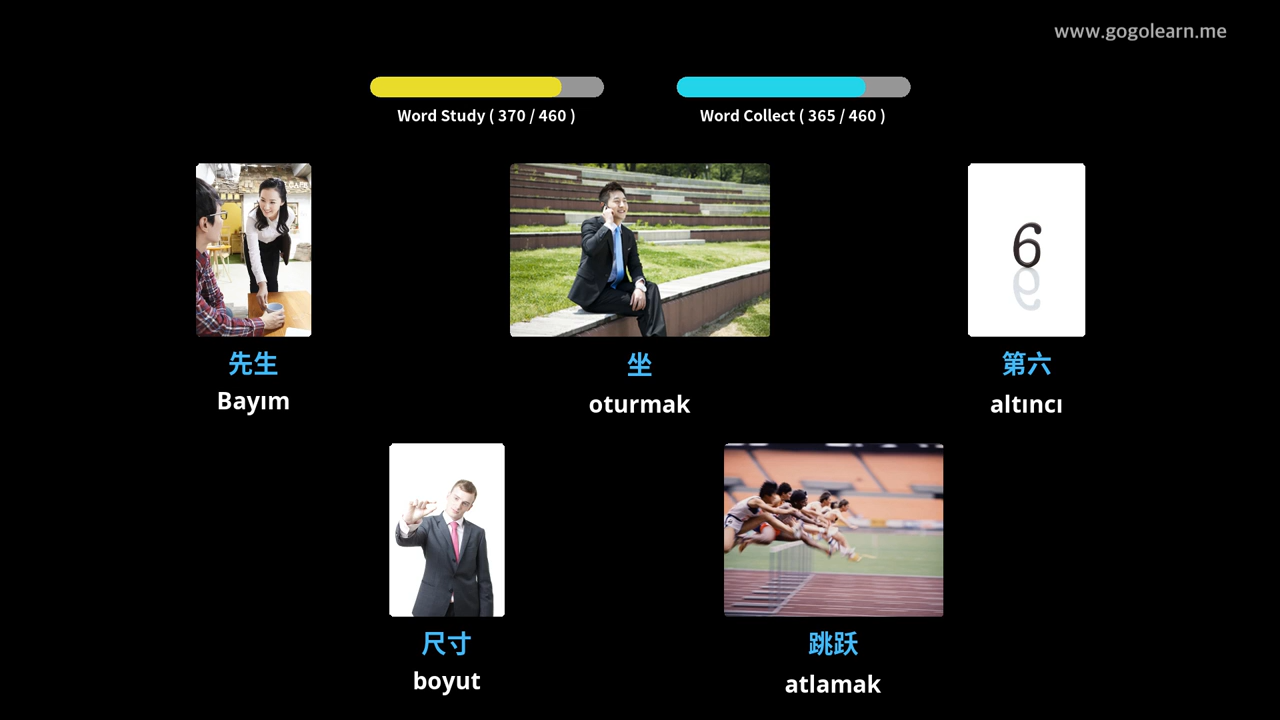 www.gogolearn.me
Word Study ( 370 / 460 )
Word Collect ( 365 / 460 )
先生
Bayım
坐
oturmak
第六
altıncı
6
尺寸
boyut
跳跃
atlamak